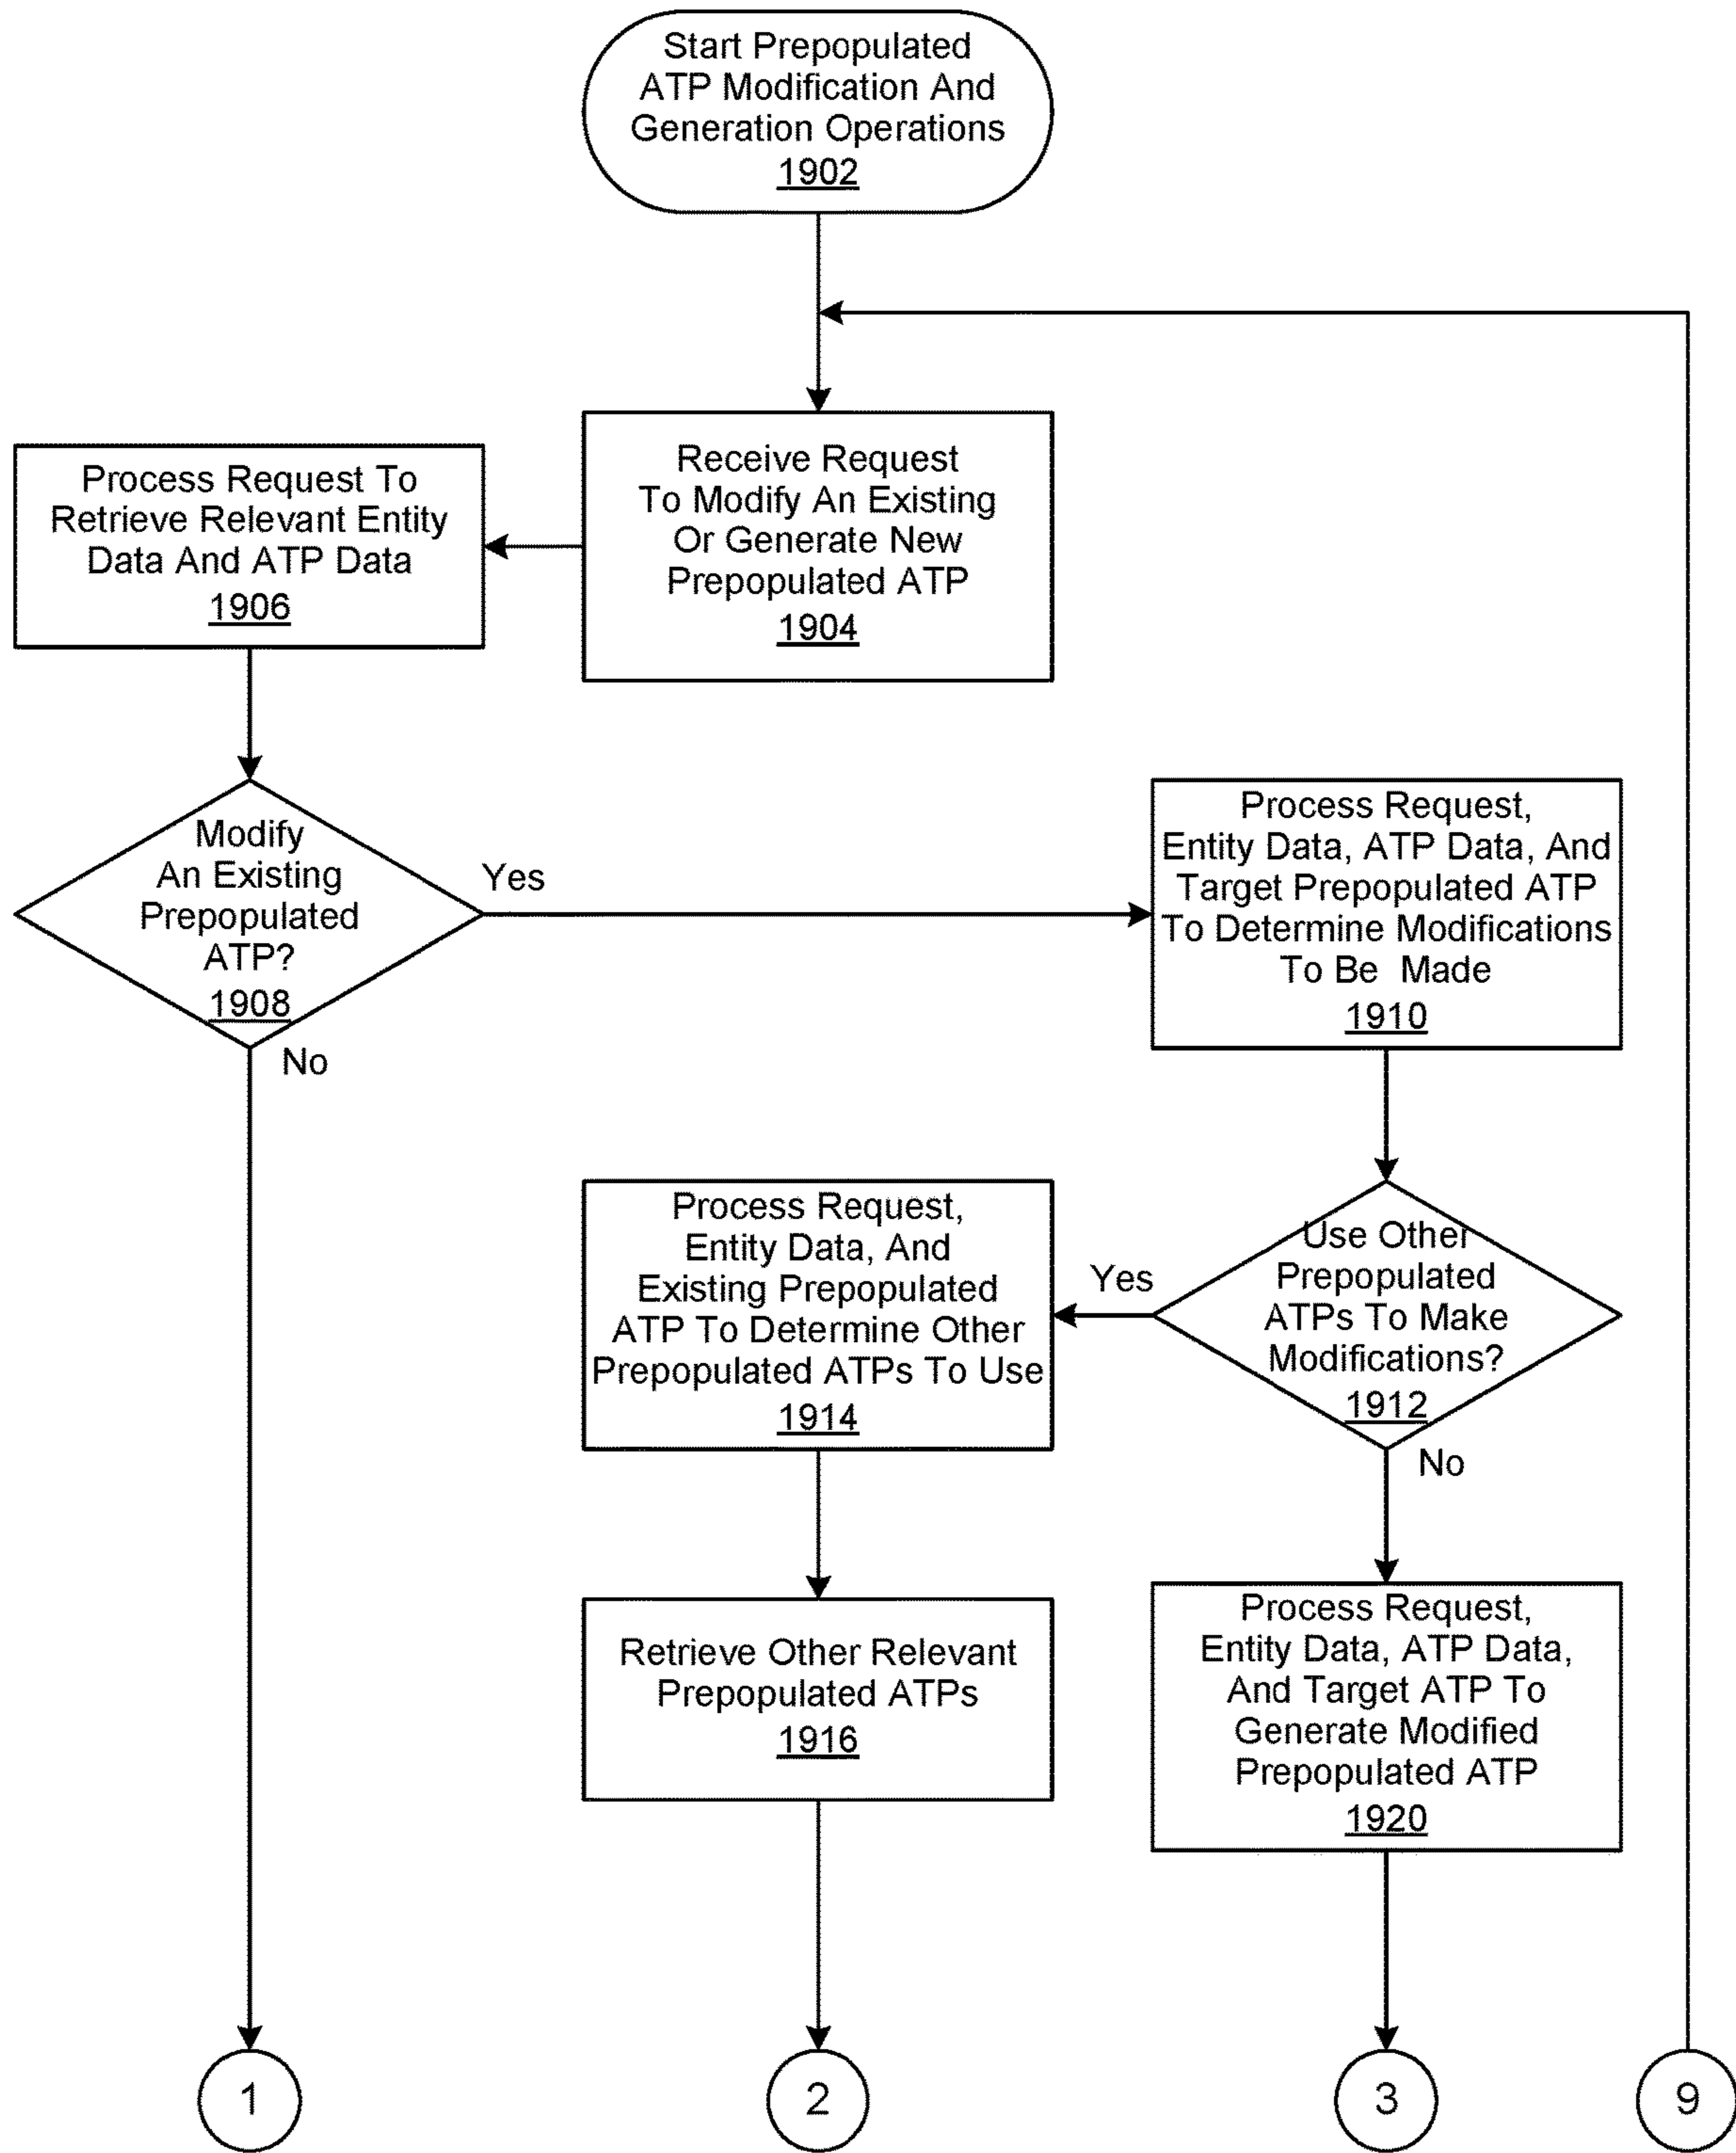 Start Prepopulated
ATP Modification And
Generation Operations
1902
Receive Request
To Modify An Existing
Or Generate New
Prepopulated ATP
1904
Process Request To
Retrieve Relevant Entity
Data And ATP Data
1906
Modify
An Existing
Prepopulated
ATP?
1908
Yes
No
Process Request,
Entity Data, ATP Data, And
Target Prepopulated ATP
To Determine Modifications
To Be Made
1910
Use Other
Prepopulated
ATPs To Make
Modifications?
1912
Yes
No
Process Request,
Entity Data, And
Existing Prepopulated
ATP To Determine Other
Prepopulated ATPs To Use
1914
Retrieve Other Relevant
Prepopulated ATPs
1916
Process Request,
Entity Data, ATP Data,
And Target ATP To
Generate Modified
Prepopulated ATP
1920
1
2
3
9